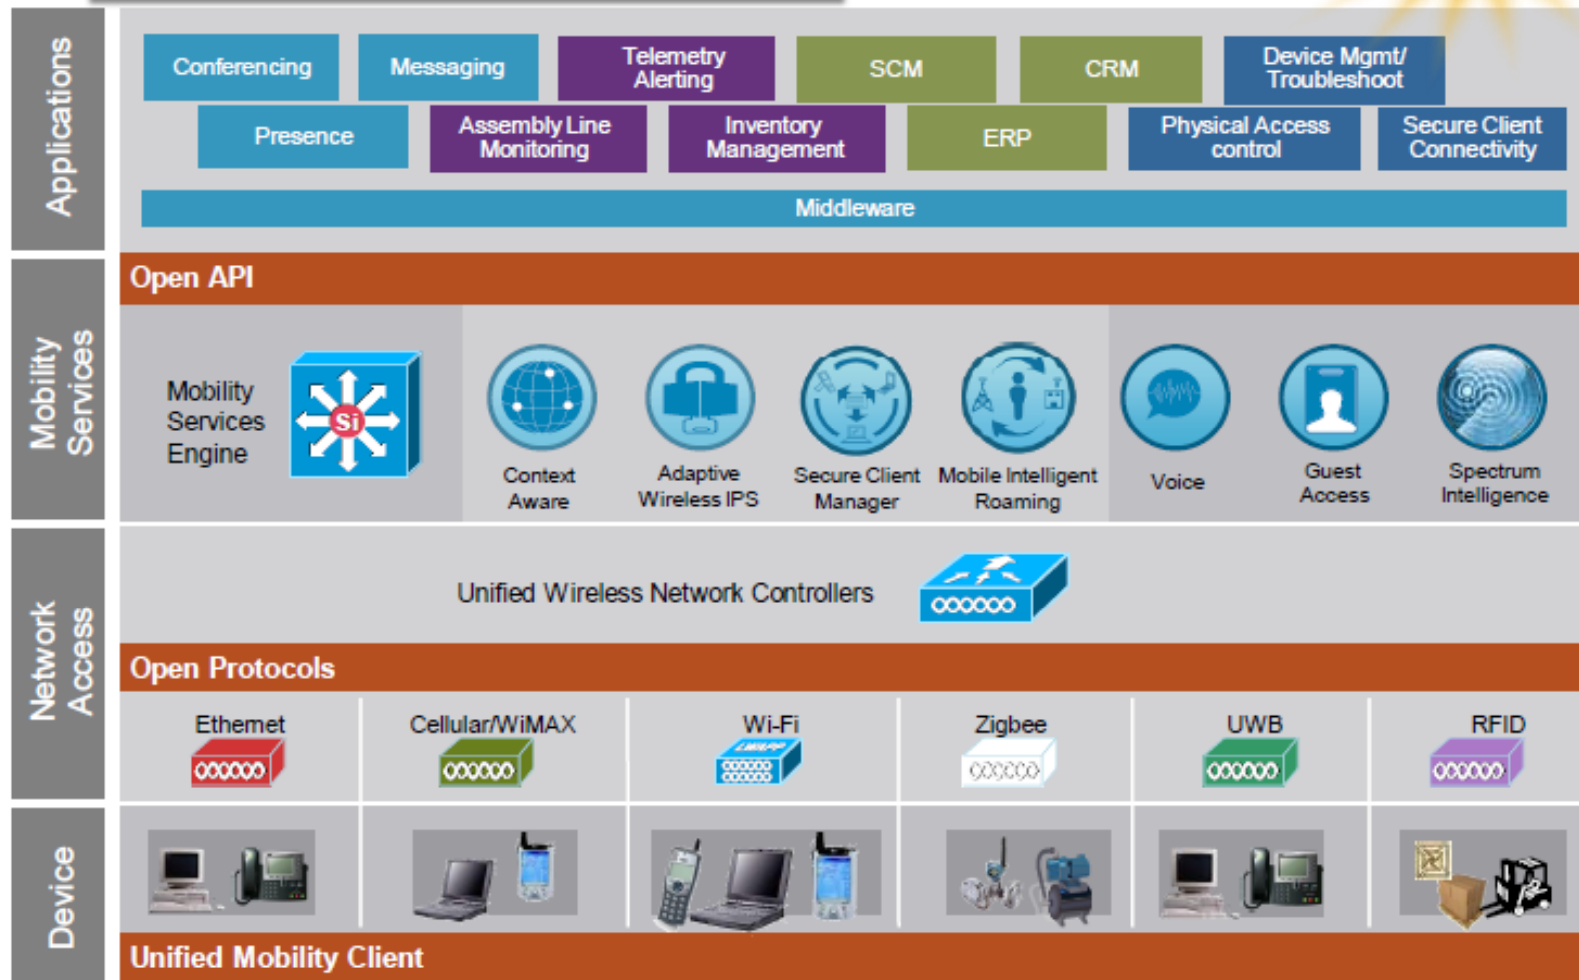 Applications
Conferencing
Messaging
Telemetry
Alerting
SCM
CRM
Device Mgmt/
Troubleshoot
Presence
Assembly Line
Monitoring
Inventory
Management
ERP
Physical Access
control
Secure Client
Connectivity
Middleware
Open API
Mobility
Services
Mobility
Services
Engine
Si
Context
Aware
Adaptive
Wireless IPS
Secure Client
Manager
Mobile Intelligent
Roaming
Voice
Guest
Access
Spectrum
Intelligence
Network
Access
Unified Wireless Network Controllers
Open Protocols
Ethernet
Cellular/WiMAX
Wi-Fi
LWAPP
Zigbee
UWB
RFID
Device
Unified Mobility Client